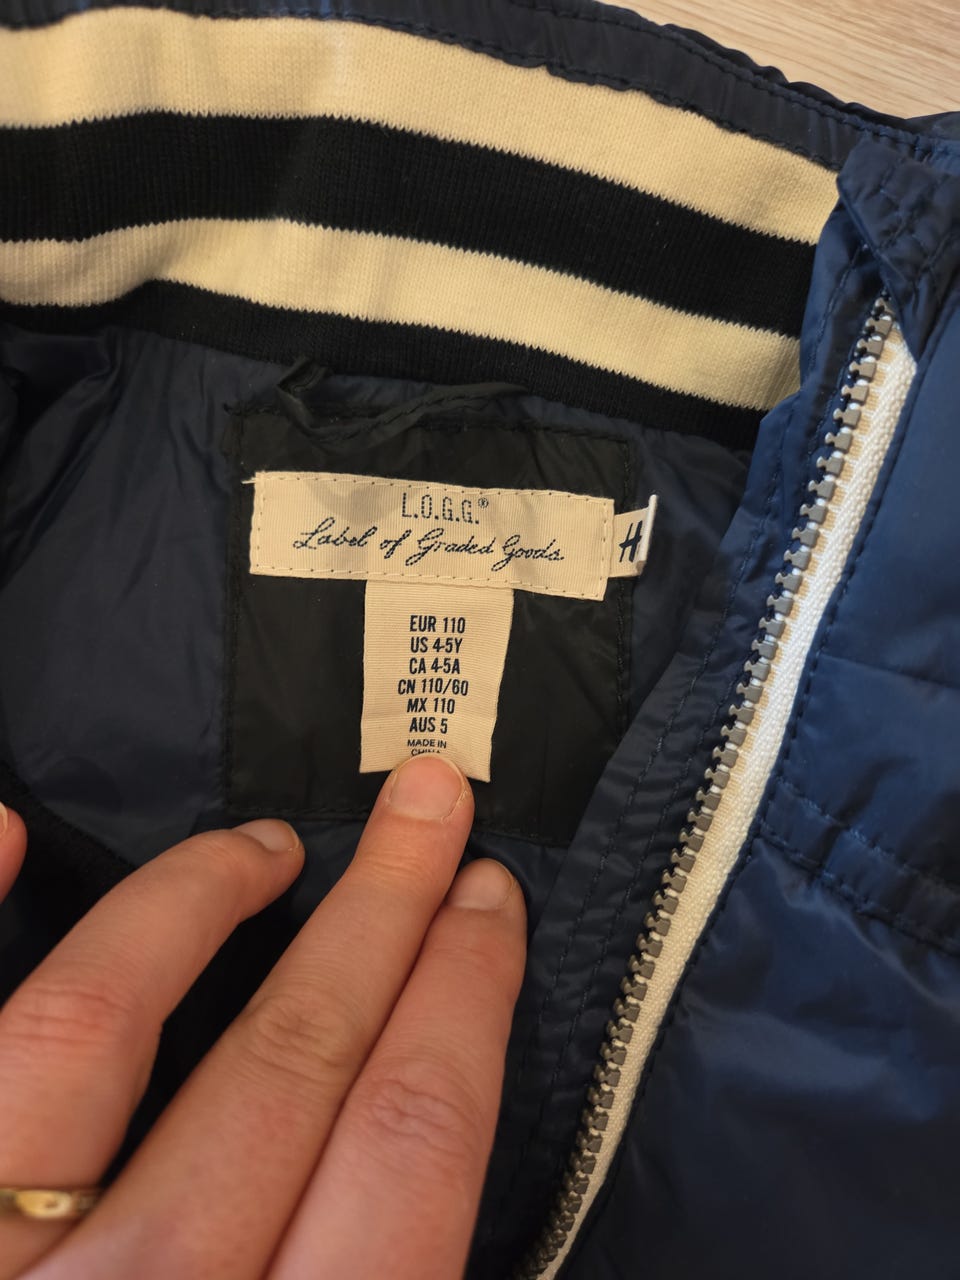 L.O.G.G.®
Label of Graded Goods
H
EUR 110
US 4-5Y
CA 4-5A
CN 110/60
MX 110
AUS 5
MADE IN
CHINA